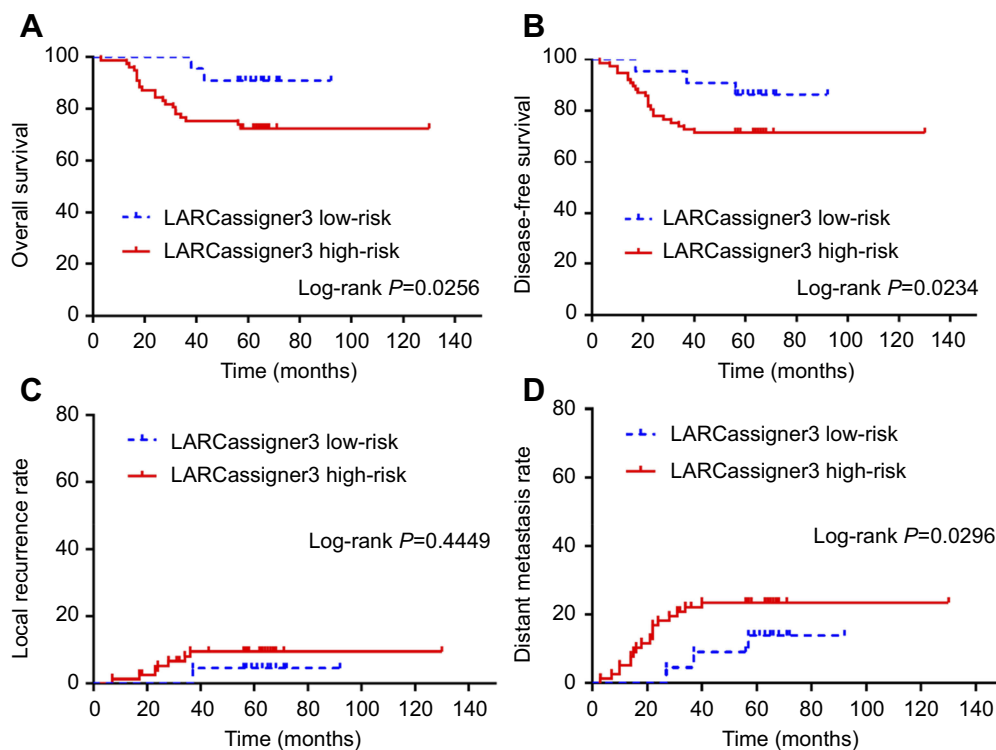 A
Overall survival
100
80
60
40
20
0
LARCassigner3 low-risk
LARCassigner3 high-risk
Log-rank P=0.0256
0 20 40 60 80 100 120 140
Time (months)
B
Disease-free survival
100
80
60
40
20
0
LARCassigner3 low-risk
LARCassigner3 high-risk
Log-rank P=0.0234
0 20 40 60 80 100 120 140
Time (months)
C
Local recurrence rate
80
60
40
20
0
LARCassigner3 low-risk
LARCassigner3 high-risk
Log-rank P=0.4449
0 20 40 60 80 100 120 140
Time (months)
D
Distant metastasis rate
80
60
40
20
0
LARCassigner3 low-risk
LARCassigner3 high-risk
Log-rank P=0.0296
0 20 40 60 80 100 120 140
Time (months)